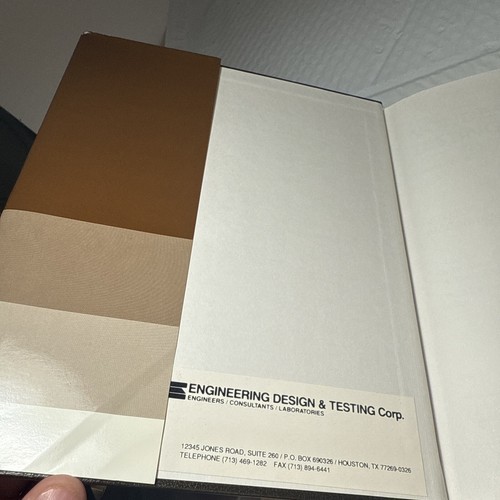 ENGINEERING DESIGN & TESTING Corp.
ENGINEERS / CONSULTANTS / LABORATORIES
12345 JONES ROAD, SUITE 260 / P.O. BOX 690326 / HOUSTON, TX 77269-0326
TELEPHONE (713) 469-1282 FAX (713) 894-6441